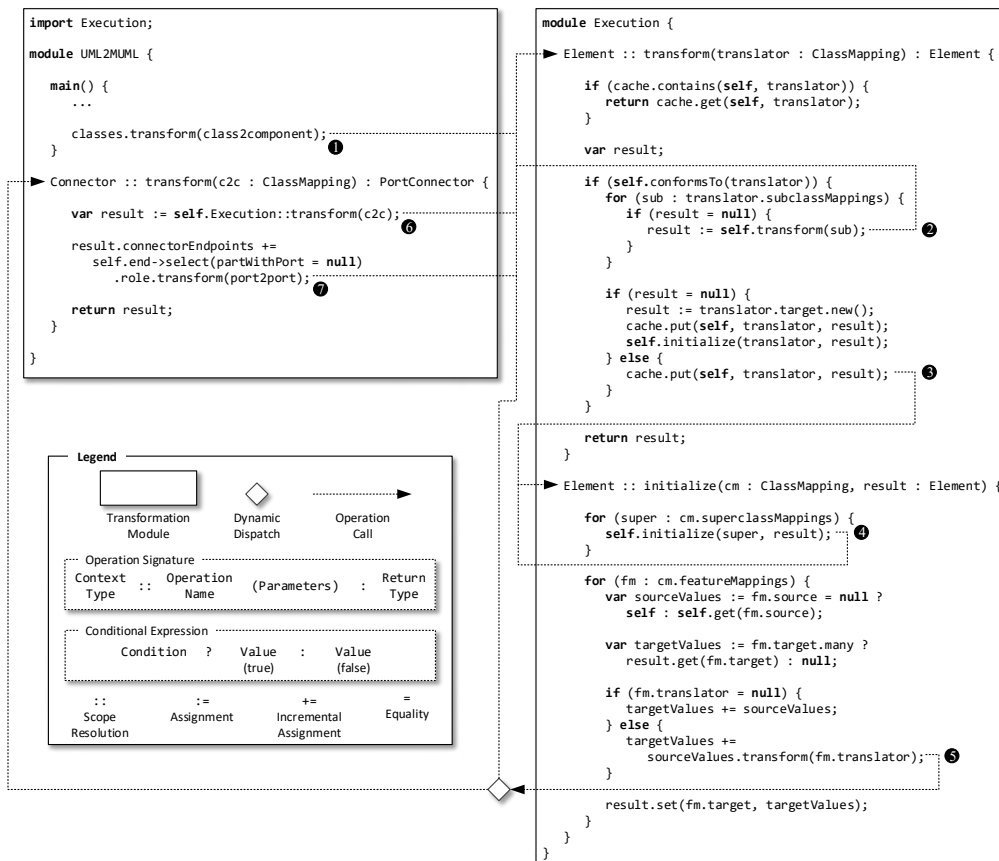 import Execution;
module UML2MUML {
main() {
...
classes.transform(class2component);
1
}
Connector :: transform(c2c : ClassMapping) : PortConnector {
var result := self.Execution::transform(c2c);
6
result.connectorEndpoints +=
self.end->select(partWithPort = null)
.role.transform(port2port);
7
return result;
}
}
Legend
Transformation
Module
Dynamic
Dispatch
Operation
Call
Operation Signature
Context
Type
::
Operation
Name
(Parameters)
:
Return
Type
Conditional Expression
Condition ? Value : Value
(true) (false)
:: := += =
Scope
Resolution
Assignment
Incremental
Assignment
Equality
module Execution {
Element :: transform(translator : ClassMapping) : Element {
if (cache.contains(self, translator)) {
return cache.get(self, translator);
}
var result;
if (self.conformsTo(translator)) {
for (sub : translator.subclassMappings) {
if (result = null) {
result := self.transform(sub);
2
}
}
if (result = null) {
result := translator.target.new();
cache.put(self, translator, result);
self.initialize(translator, result);
} else {
cache.put(self, translator, result);
3
}
}
return result;
}
Element :: initialize(cm : ClassMapping, result : Element) {
for (super : cm.superclassMappings) {
self.initialize(super, result);
4
}
for (fm : cm.featureMappings) {
var sourceValues := fm.source = null ?
self : self.get(fm.source);
var targetValues := fm.target.many ?
result.get(fm.target) : null;
if (fm.translator = null) {
targetValues += sourceValues;
} else {
targetValues +=
sourceValues.transform(fm.translator);
5
}
result.set(fm.target, targetValues);
}
}
}